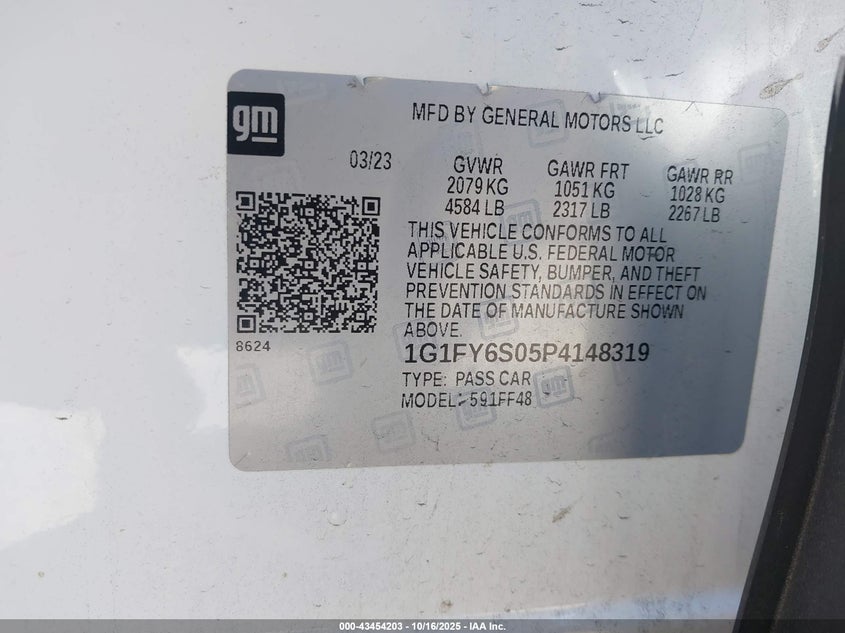 gm
MFD BY GENERAL MOTORS LLC
03/23
GVWR GAWR FRT GAWR RR
2079 KG 1051 KG 1028 KG
4584 LB 2317 LB 2267 LB
THIS VEHICLE CONFORMS TO ALL
APPLICABLE U.S. FEDERAL MOTOR
VEHICLE SAFETY, BUMPER, AND THEFT
PREVENTION STANDARDS IN EFFECT ON
THE DATE OF MANUFACTURE SHOWN
ABOVE.
8624
1G1FY6S05P4148319
TYPE: PASS CAR
MODEL: 591FF48
000-43454203 - 10/16/2025 - IAA Inc.